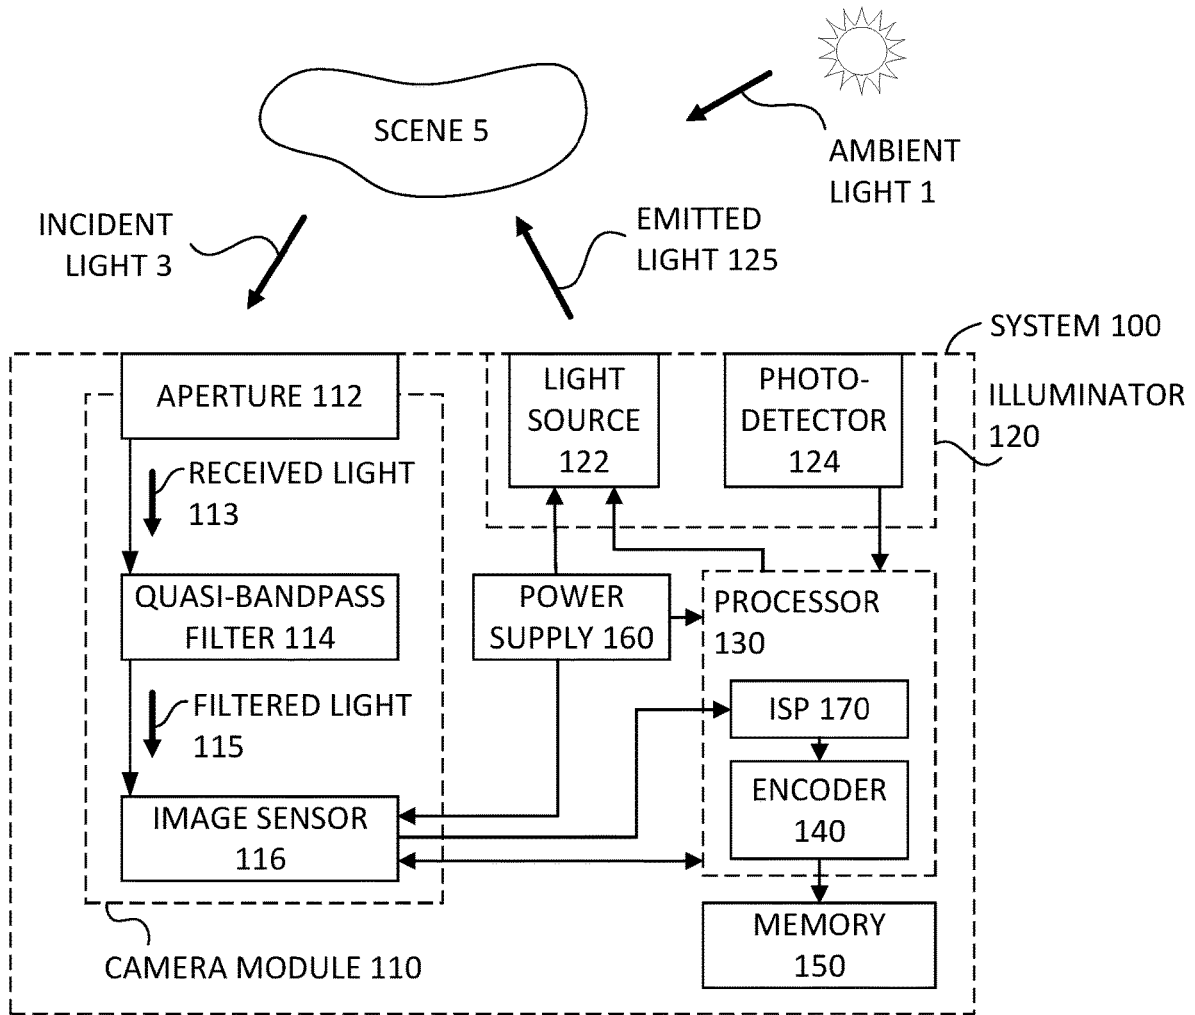 SCENE 5
AMBIENT
LIGHT 1
INCIDENT
LIGHT 3
EMITTED
LIGHT 125
SYSTEM 100
ILLUMINATOR
120
APERTURE 112
LIGHT
SOURCE
122
PHOTO-
DETECTOR
124
RECEIVED LIGHT
113
QUASI-BANDPASS
FILTER 114
POWER
SUPPLY 160
PROCESSOR
130
FILTERED LIGHT
115
ISP 170
IMAGE SENSOR
116
ENCODER
140
MEMORY
150
CAMERA MODULE 110